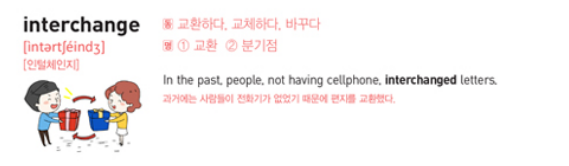 interchange
[ìntərtʃéindʒ]
[인털체인지]
동 교환하다, 교체하다, 바꾸다
명 ① 교환 ② 분기점
In the past, people, not having cellphone, interchanged letters.
과거에는 사람들이 전화기가 없었기 때문에 편지를 교환했다.